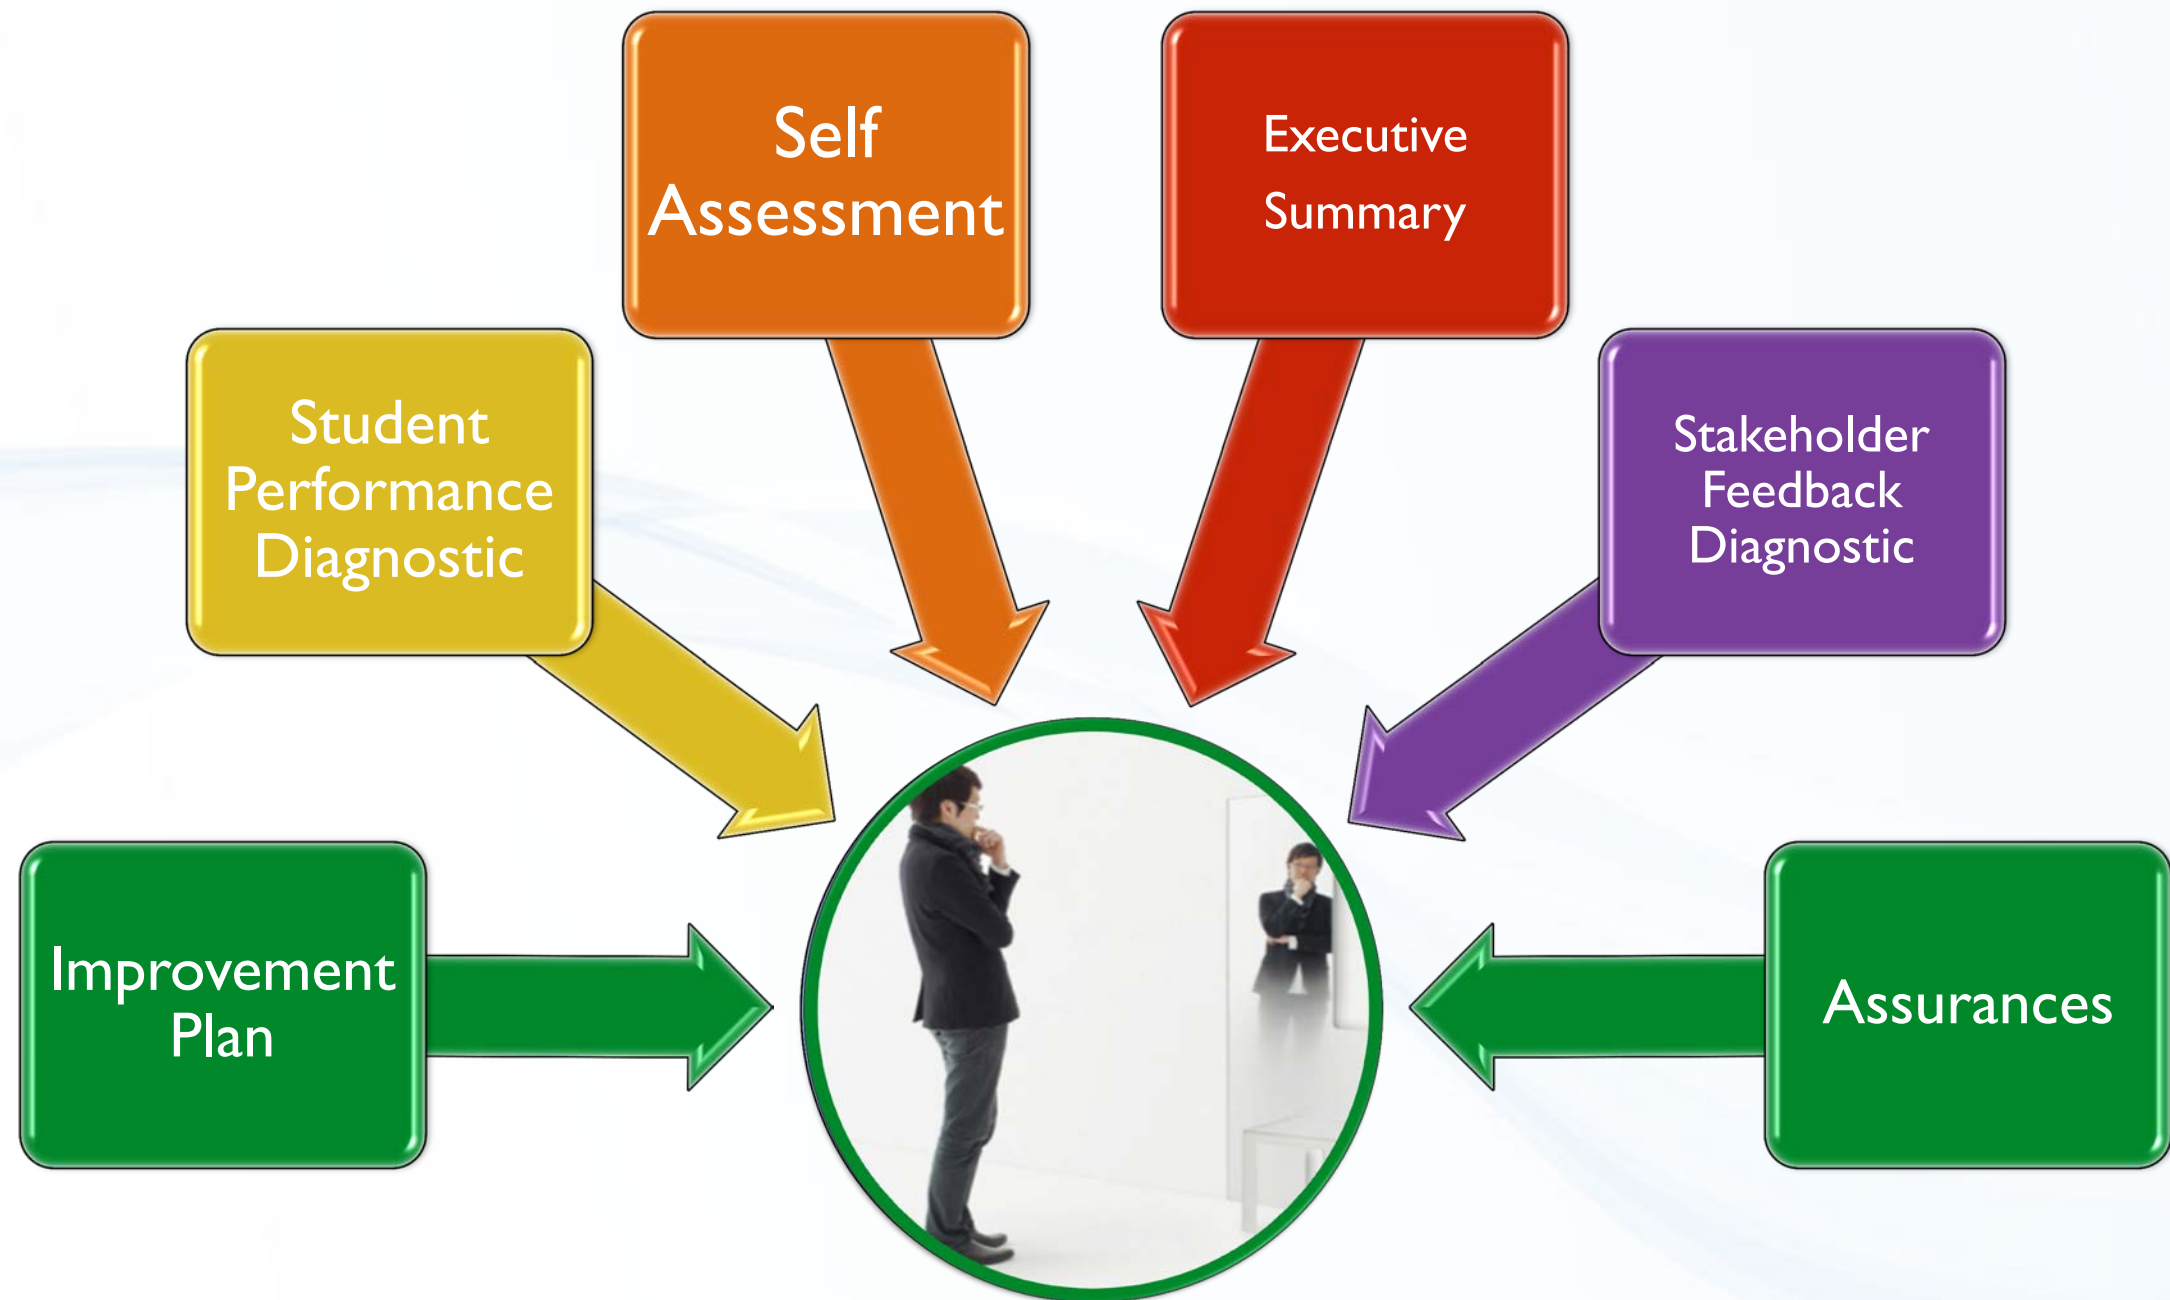 Self
Assessment
Executive
Summary
Student
Performance
Diagnostic
Stakeholder
Feedback
Diagnostic
Improvement
Plan
Assurances